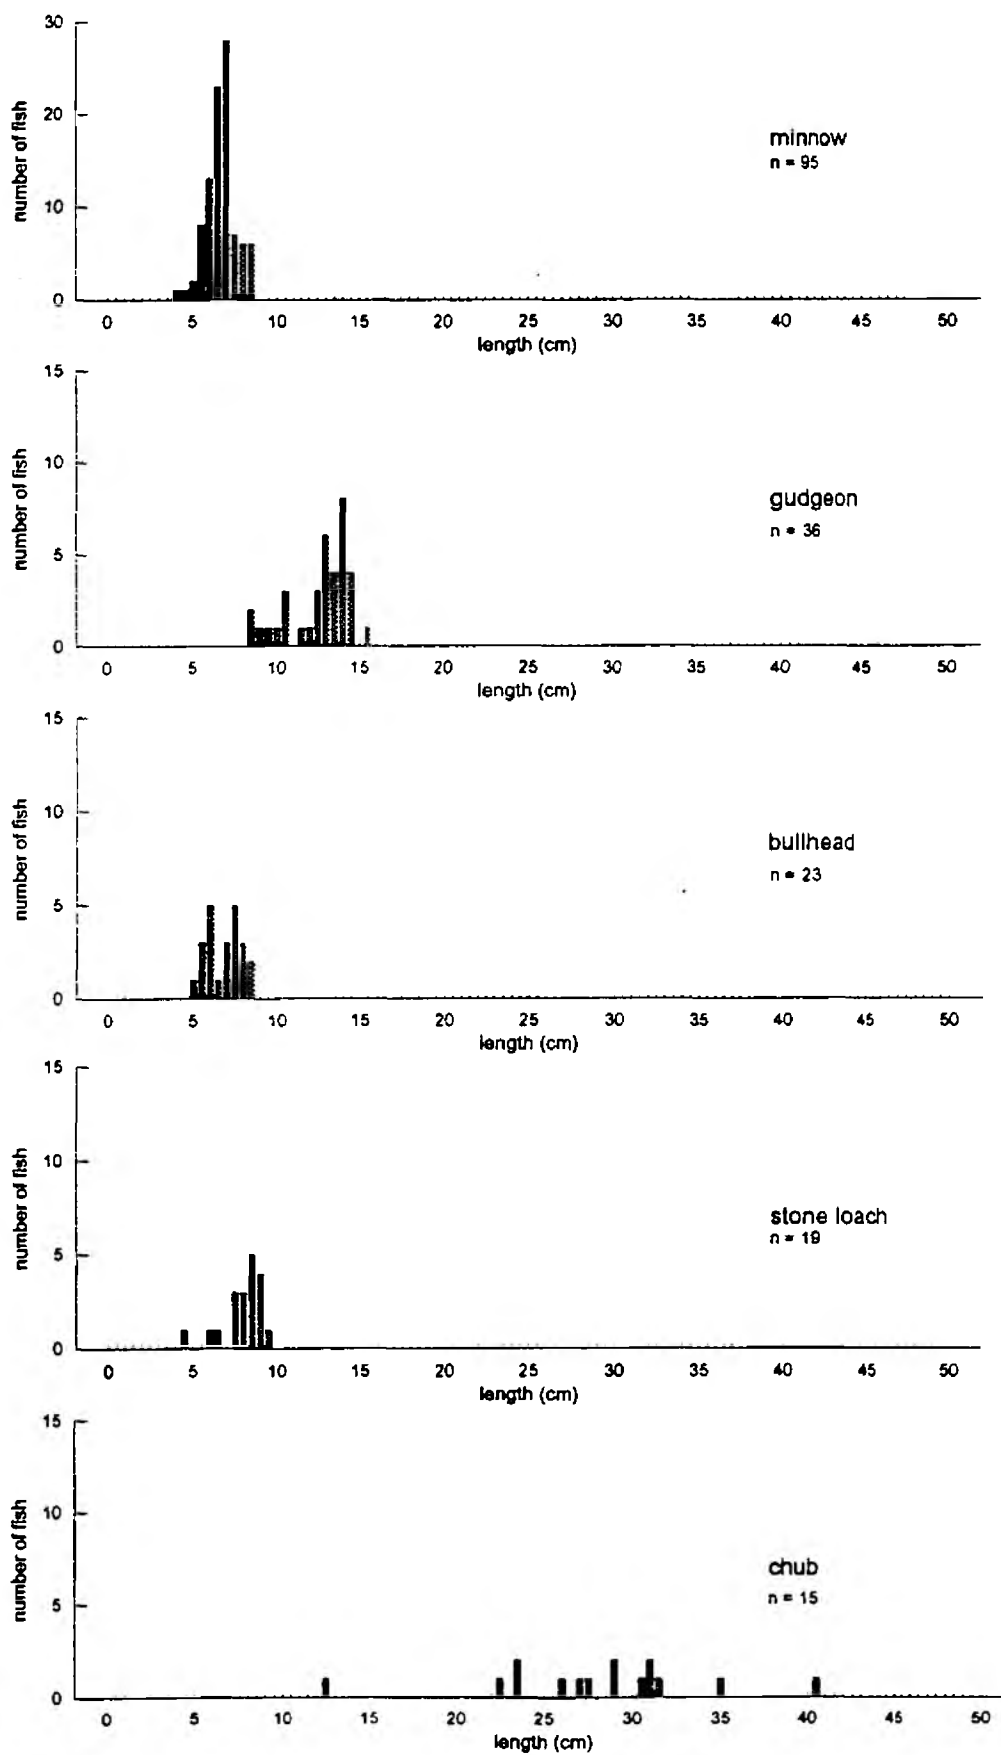 30
20
10
0
number of fish
minnow
n = 95
0 5 10 15 20 25 30 35 40 45 50
length (cm)
15
10
5
0
number of fish
gudgeon
n = 36
0 5 10 15 20 25 30 35 40 45 50
length (cm)
15
10
5
0
number of fish
bullhead
n = 23
0 5 10 15 20 25 30 35 40 45 50
length (cm)
15
10
5
0
number of fish
stone loach
n = 19
0 5 10 15 20 25 30 35 40 45 50
length (cm)
15
10
5
0
number of fish
chub
n = 15
0 5 10 15 20 25 30 35 40 45 50
length (cm)